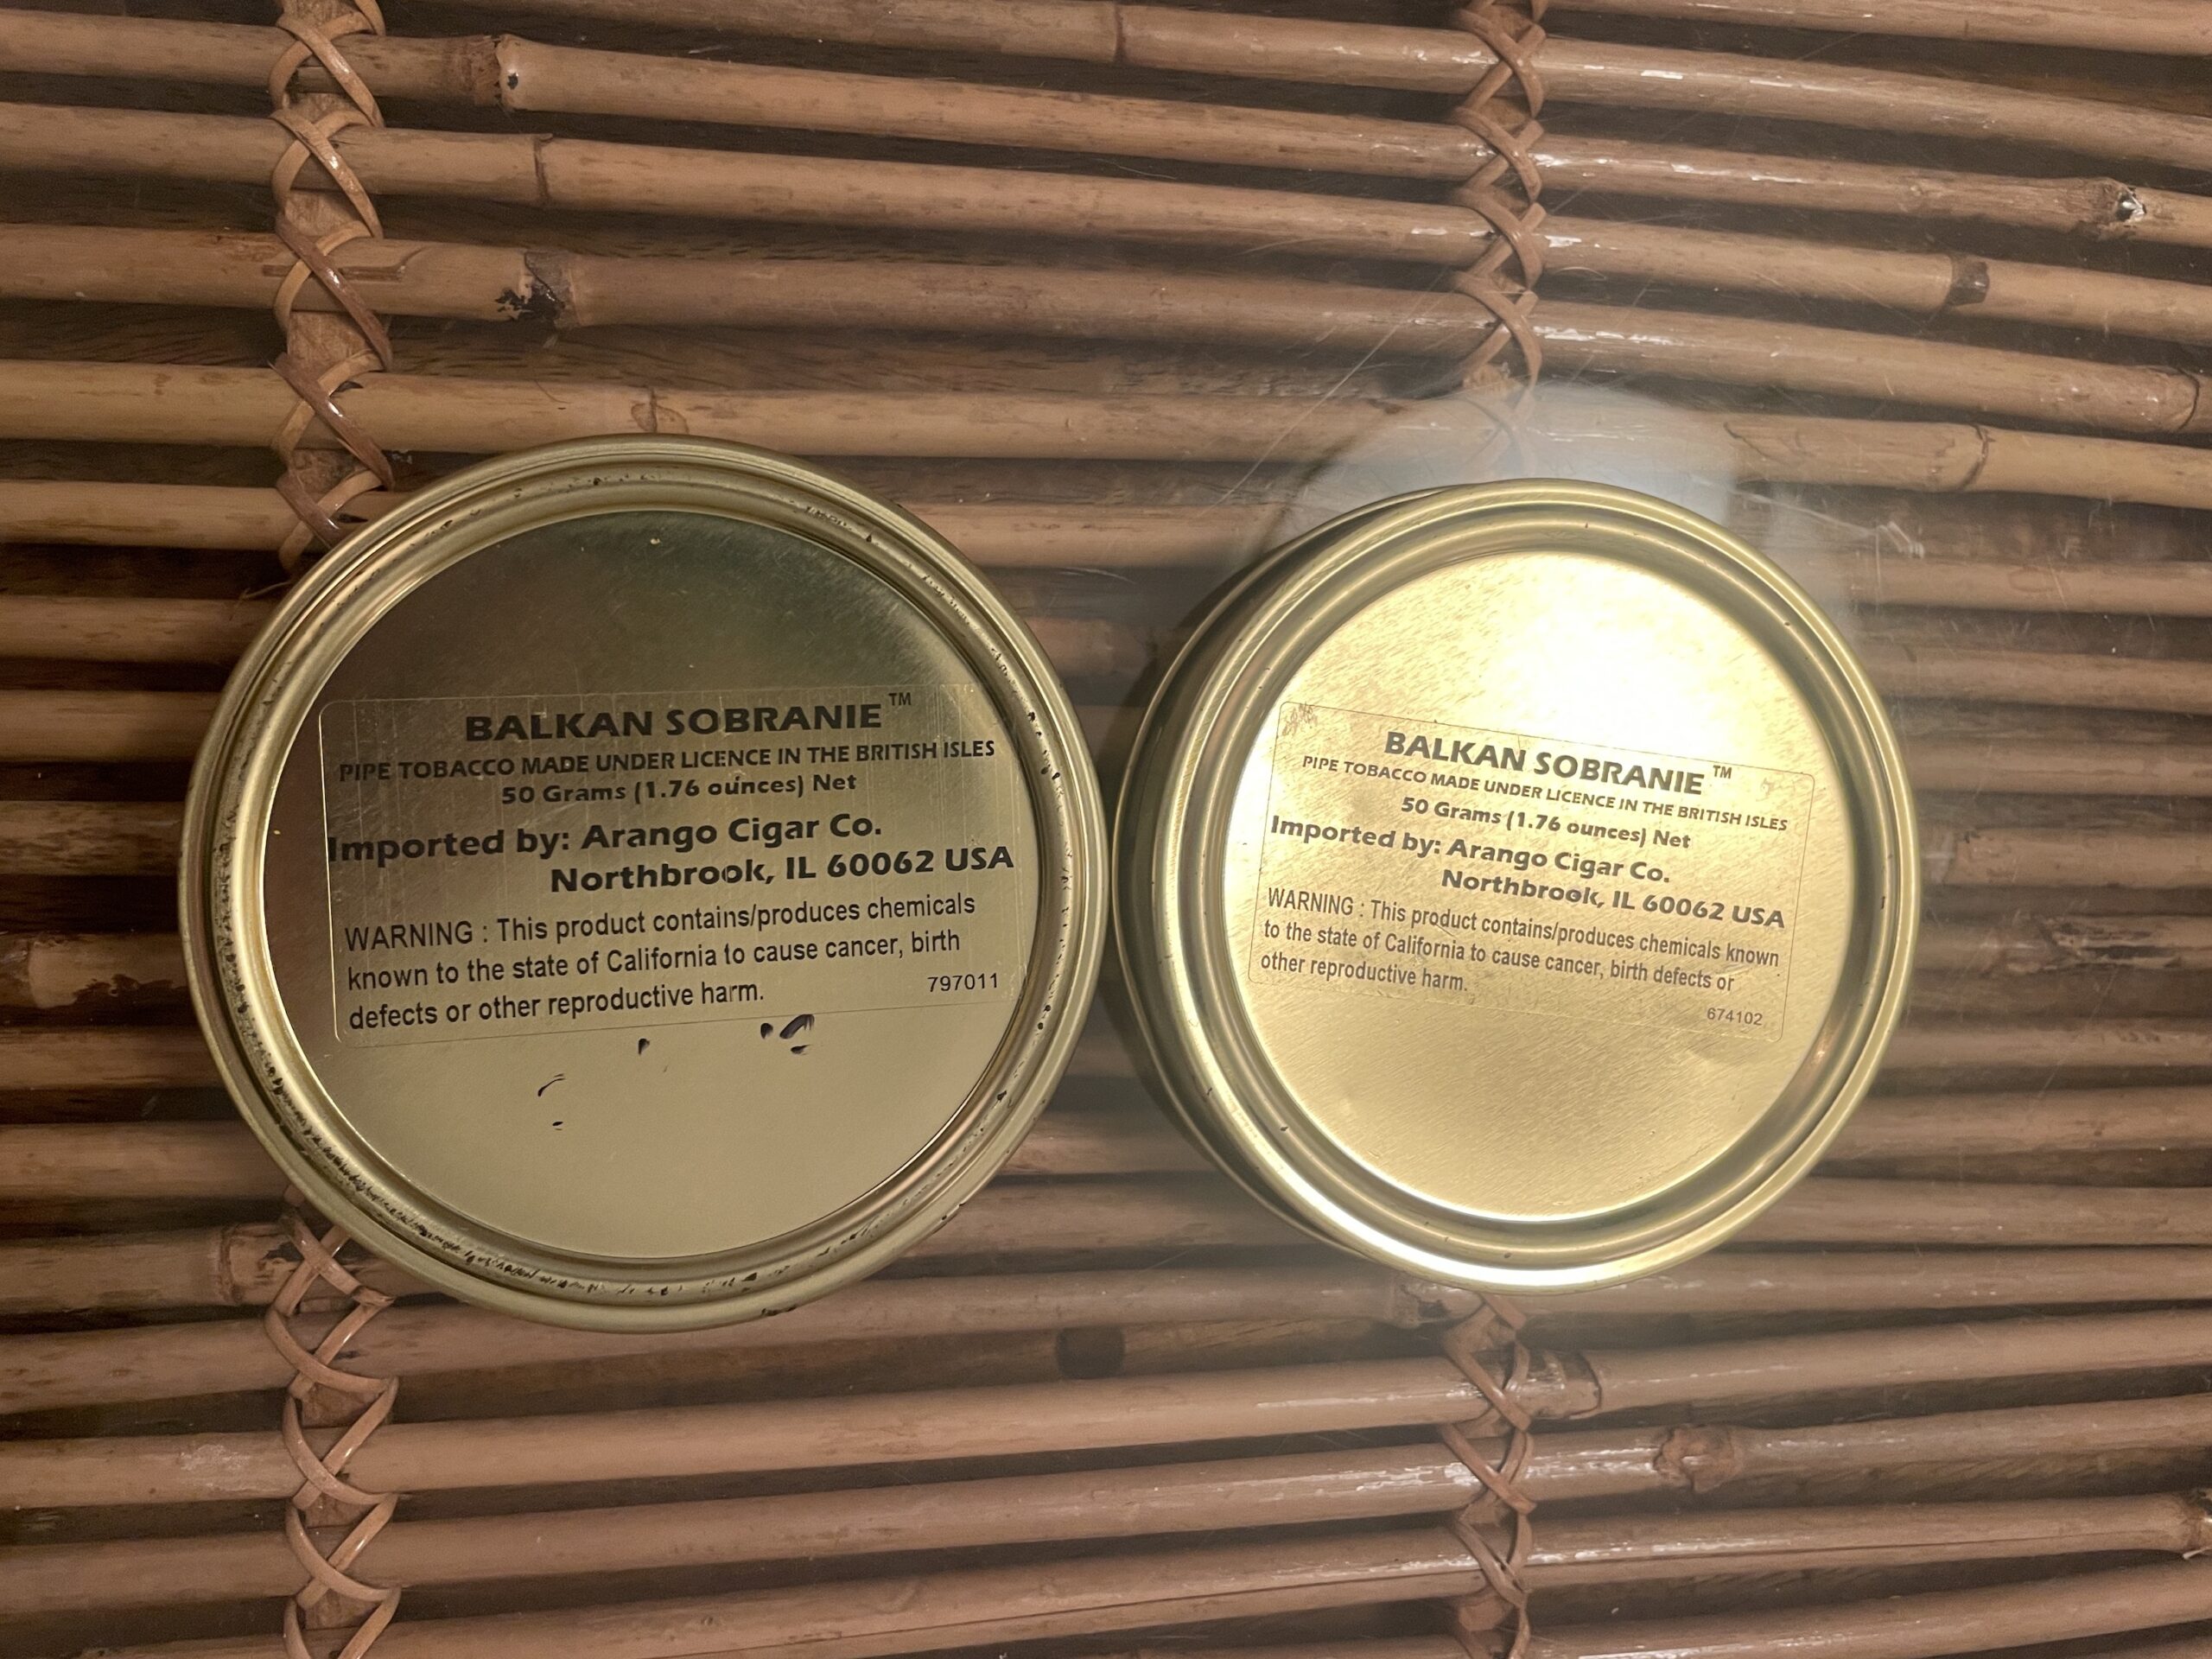 BALKAN SOBRANIE™
PIPE TOBACCO MADE UNDER LICENCE IN THE BRITISH ISLES
50 Grams (1.76 ounces) Net
Imported by: Arango Cigar Co.
Northbrook, IL 60062 USA
WARNING : This product contains/produces chemicals
known to the state of California to cause cancer, birth
defects or other reproductive harm.
797011
BALKAN SOBRANIE™
PIPE TOBACCO MADE UNDER LICENCE IN THE BRITISH ISLES
50 Grams (1.76 ounces) Net
Imported by: Arango Cigar Co.
Northbrook, IL 60062 USA
WARNING : This product contains/produces chemicals known
to the state of California to cause cancer, birth defects or
other reproductive harm.
674102